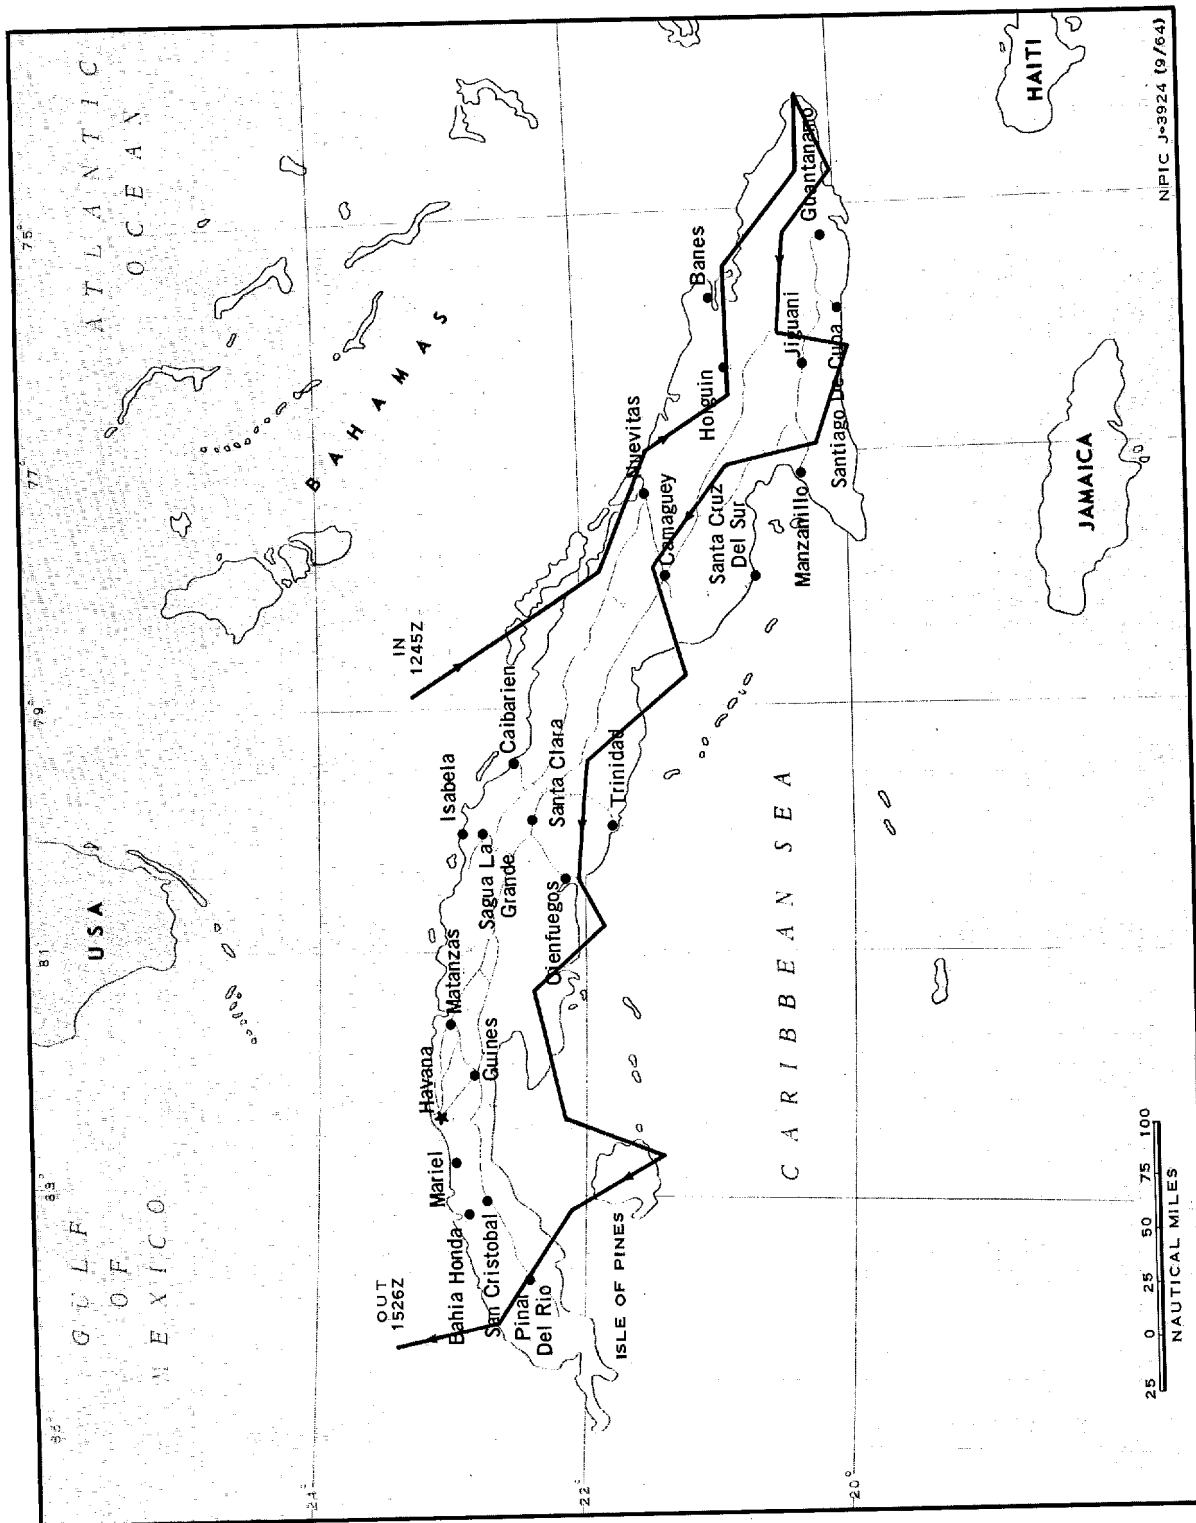 ATLANTIC
OCEAN
GULF
OF
MEXICO
USA
BAHAMAS
75°
77°
79°
81
83°
24°
22°
20°
IN
1245Z
OUT
1526Z
Havana
Mariel
Bahia Honda
San Cristobal
Pinar
Del Rio
Matanzas
Guines
Isabela
Sagua La
Grande
Caibarien
Santa Clara
Cienfuegos
Trinidad
Nuevitas
Camaguey
Santa Cruz
Del Sur
Manzanillo
Holguin
Banes
Jiguani
Santiago De Cuba
Guantanamo
ISLE OF PINES
CARIBBEAN SEA
JAMAICA
HAITI
25 0 25 50 75 100
NAUTICAL MILES
NPIC J-3924 (9/64)